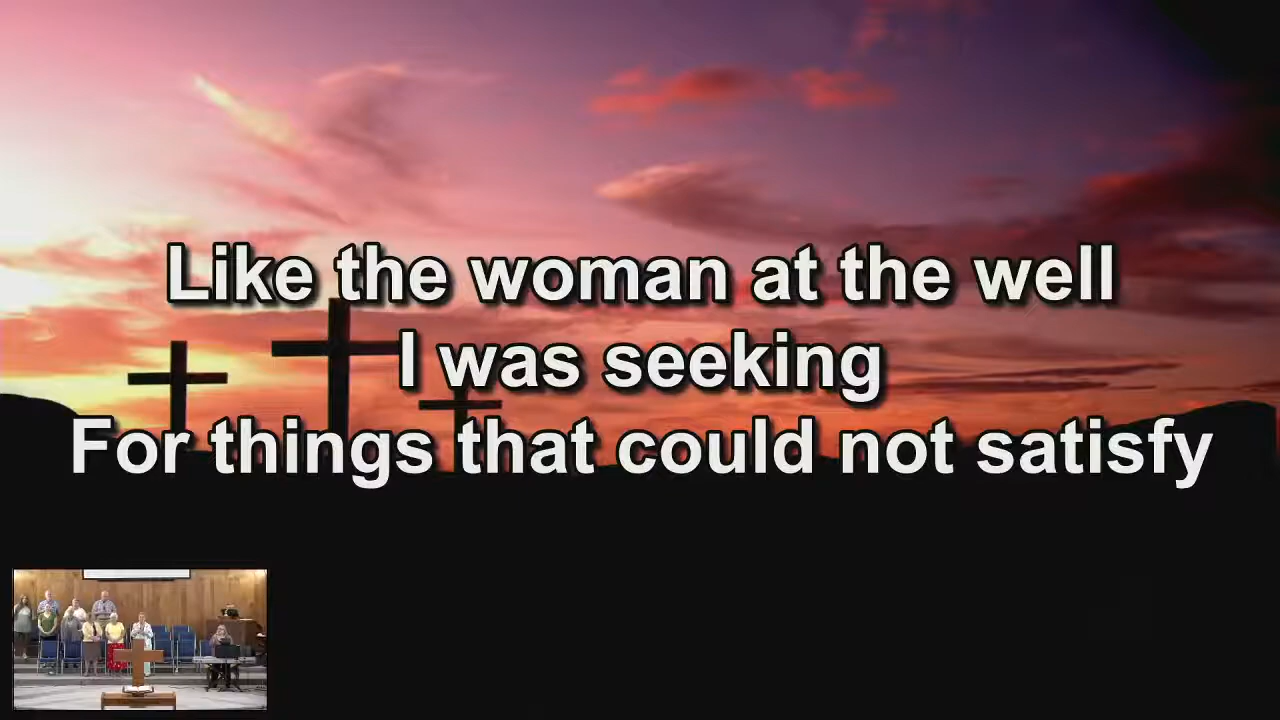 Like the woman at the well
I was seeking
For things that could not satisfy